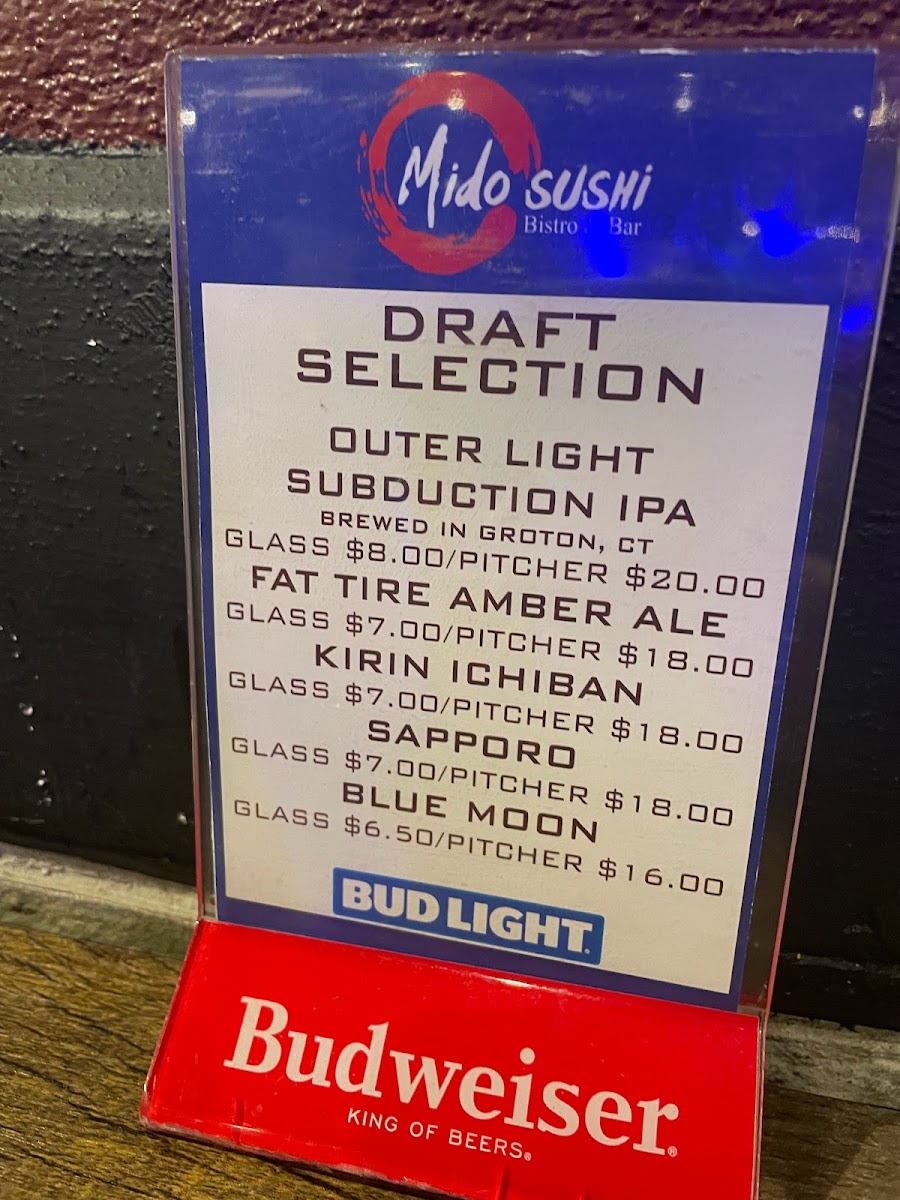 Mido SUSHi
Bistro Bar
DRAFT
SELECTION
OUTER LIGHT
SUBDUCTION IPA
BREWED IN GROTON, CT
GLASS $8.00/PITCHER $20.00
FAT TIRE AMBER ALE
GLASS $7.00/PITCHER $18.00
KIRIN ICHIBAN
GLASS $7.00/PITCHER $18.00
SAPPORO
GLASS $7.00/PITCHER $18.00
BLUE MOON
GLASS $6.50/PITCHER $16.00
BUD LIGHT.
Budweiser®
KING OF BEERS®